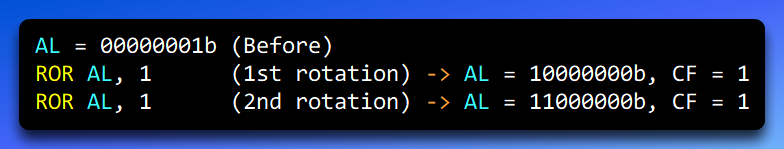 AL = 00000001b (Before)
ROR AL, 1      (1st rotation) -> AL = 10000000b, CF = 1
ROR AL, 1      (2nd rotation) -> AL = 11000000b, CF = 1